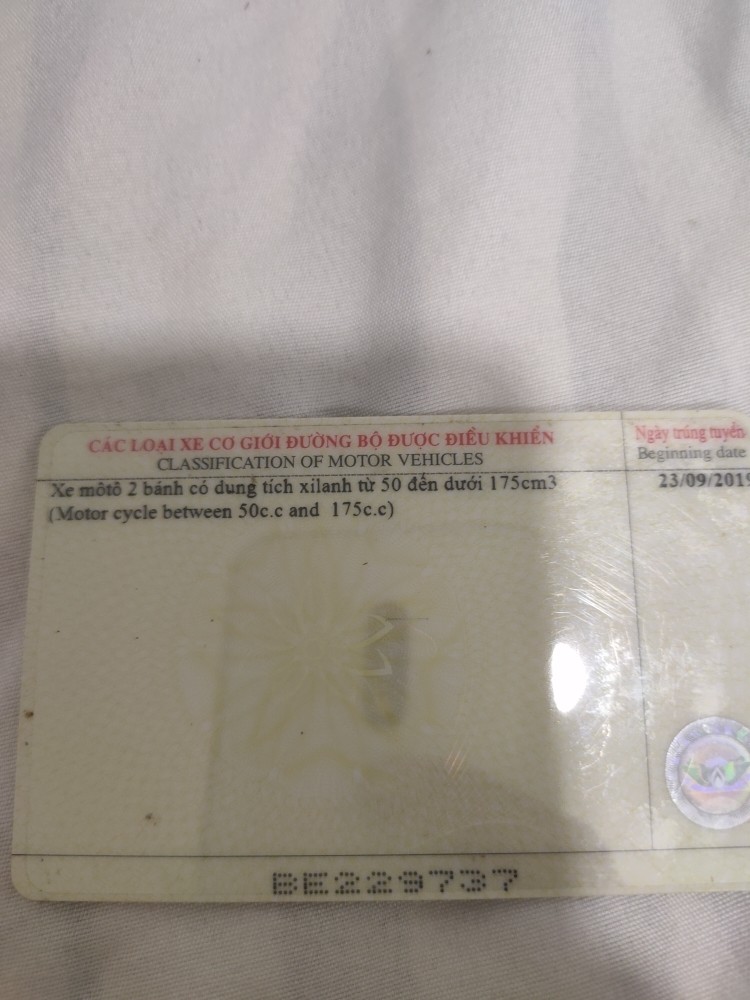 CÁC LOẠI XE CƠ GIỚI ĐƯỜNG BỘ ĐƯỢC ĐIỀU KHIỂN
CLASSIFICATION OF MOTOR VEHICLES
Ngày trúng tuyển
Beginning date
Xe môtô 2 bánh có dung tích xilanh từ 50 đến dưới 175cm3
23/09/2019
(Motor cycle between 50c.c and 175c.c)
BE229737